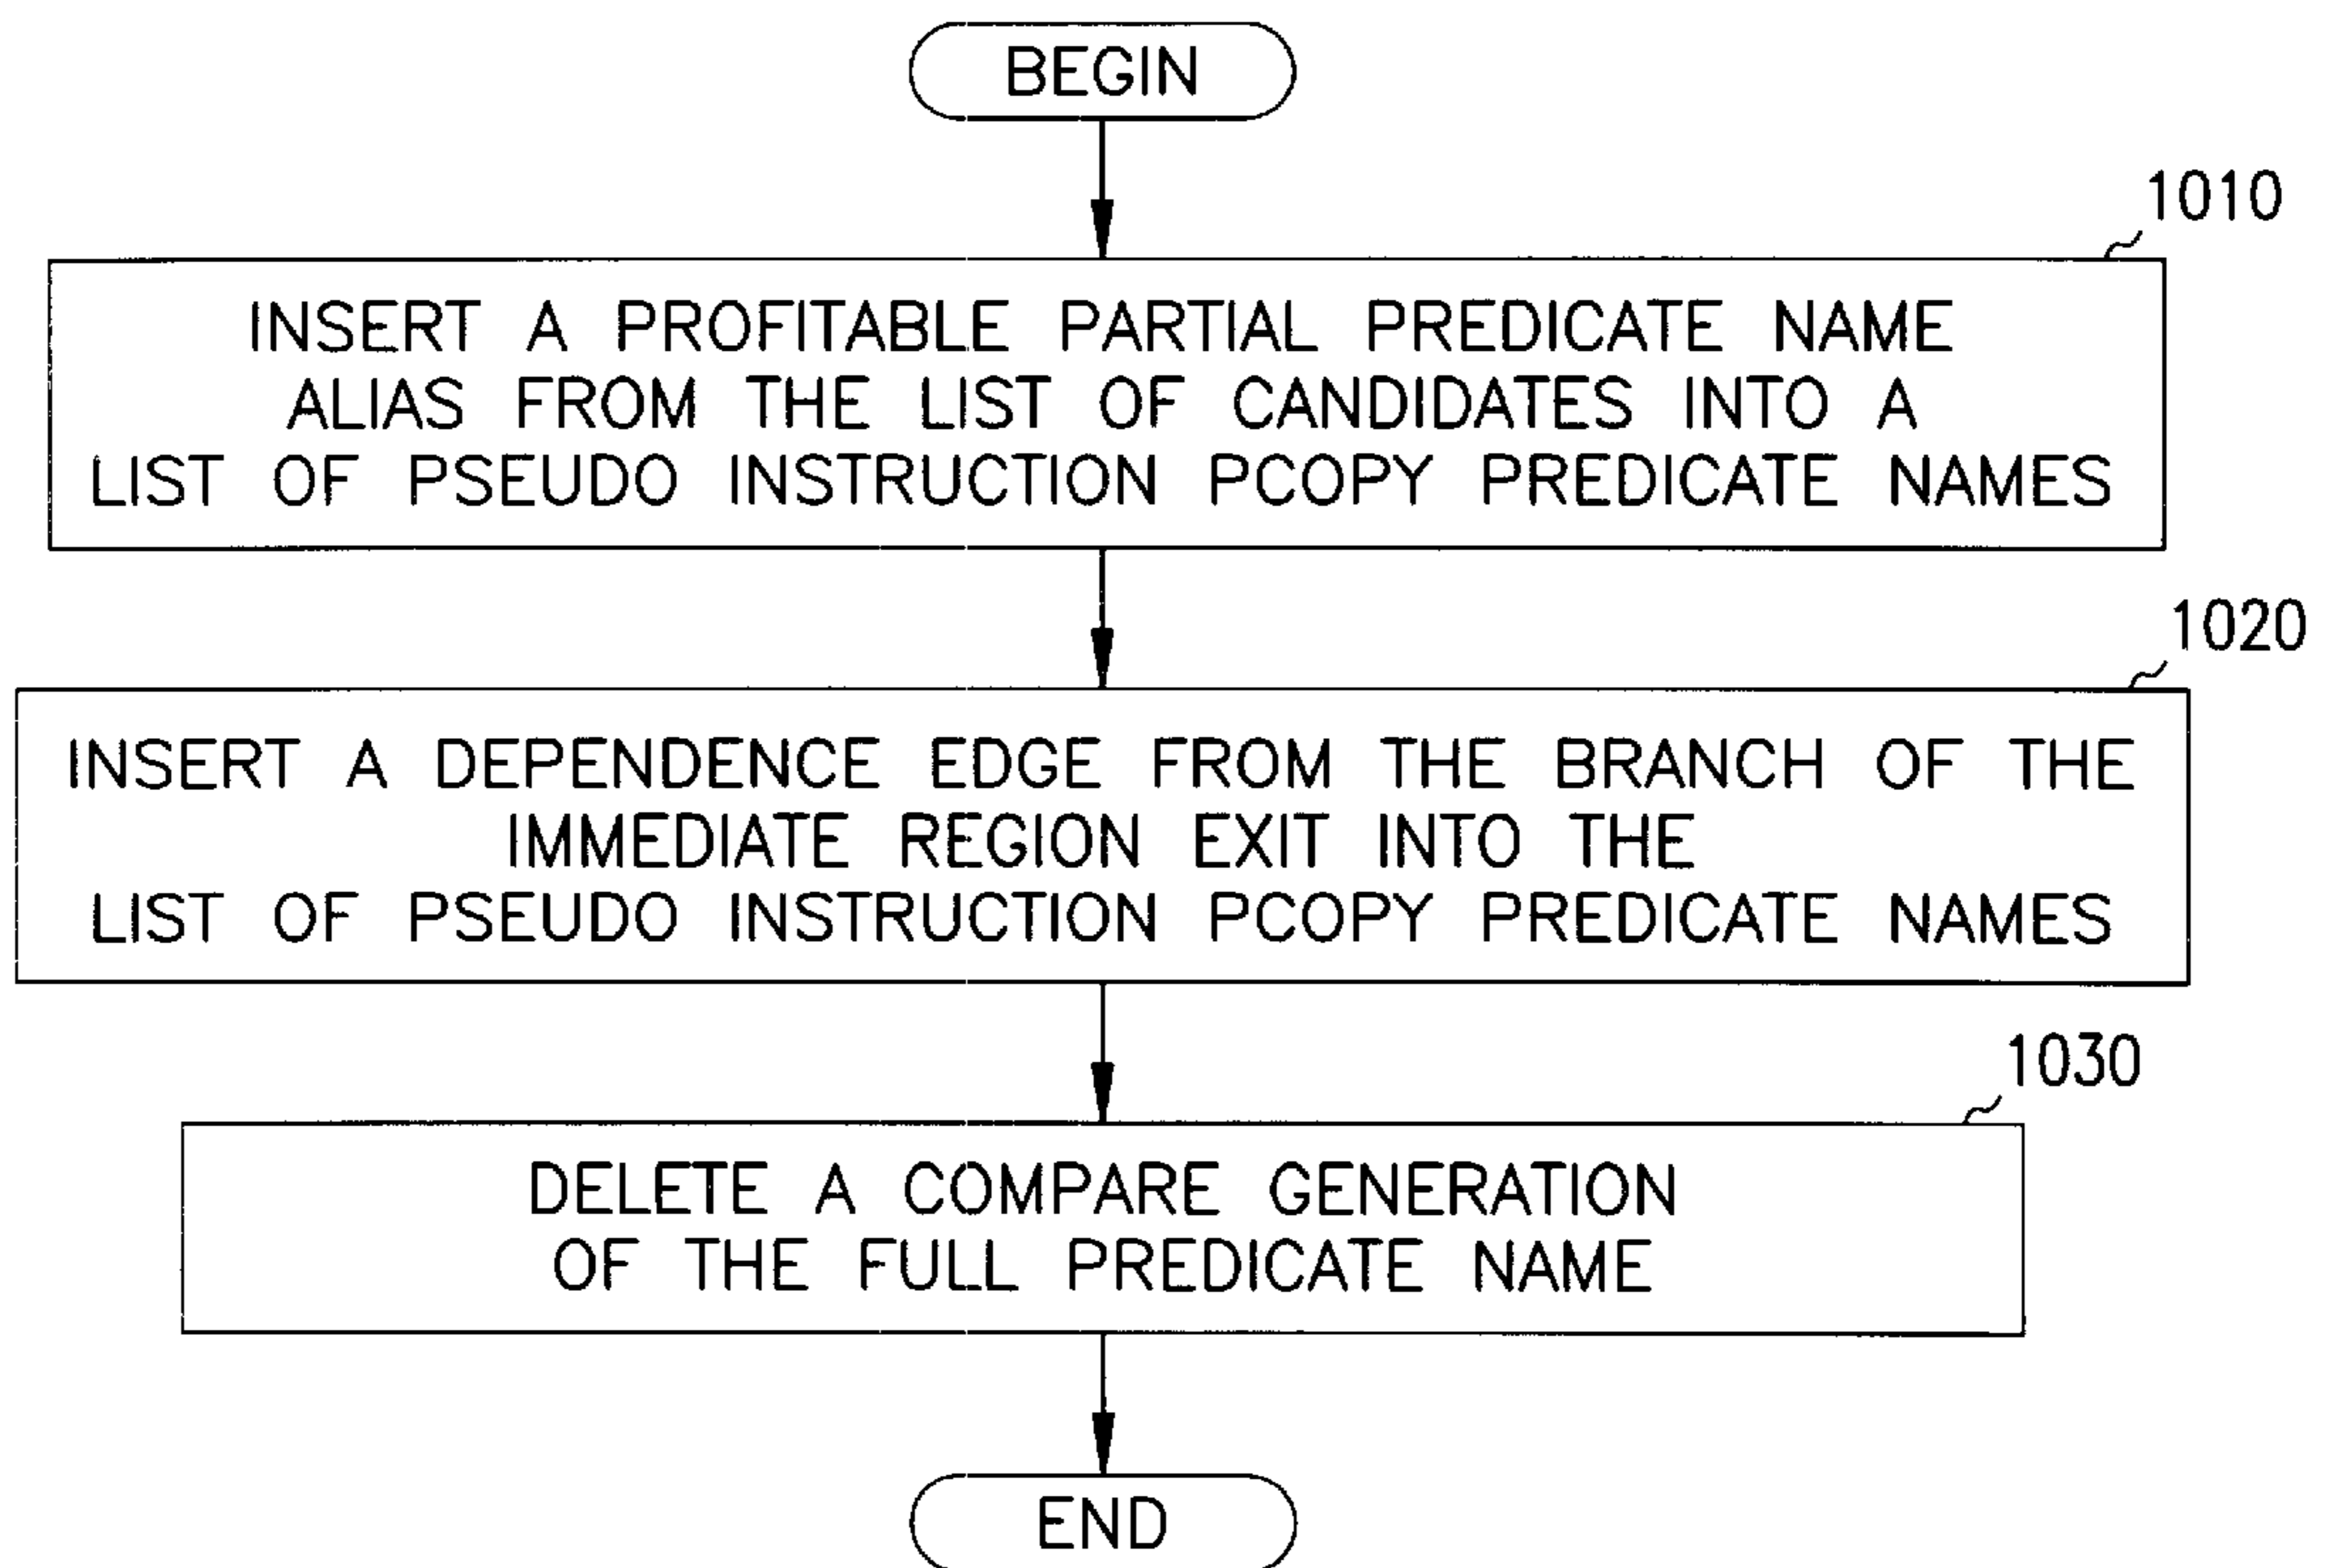 BEGIN
1010
INSERT A PROFITABLE PARTIAL PREDICATE NAME
ALIAS FROM THE LIST OF CANDIDATES INTO A
LIST OF PSEUDO INSTRUCTION PCOPY PREDICATE NAMES
1020
INSERT A DEPENDENCE EDGE FROM THE BRANCH OF THE
IMMEDIATE REGION EXIT INTO THE
LIST OF PSEUDO INSTRUCTION PCOPY PREDICATE NAMES
1030
DELETE A COMPARE GENERATION
OF THE FULL PREDICATE NAME
END